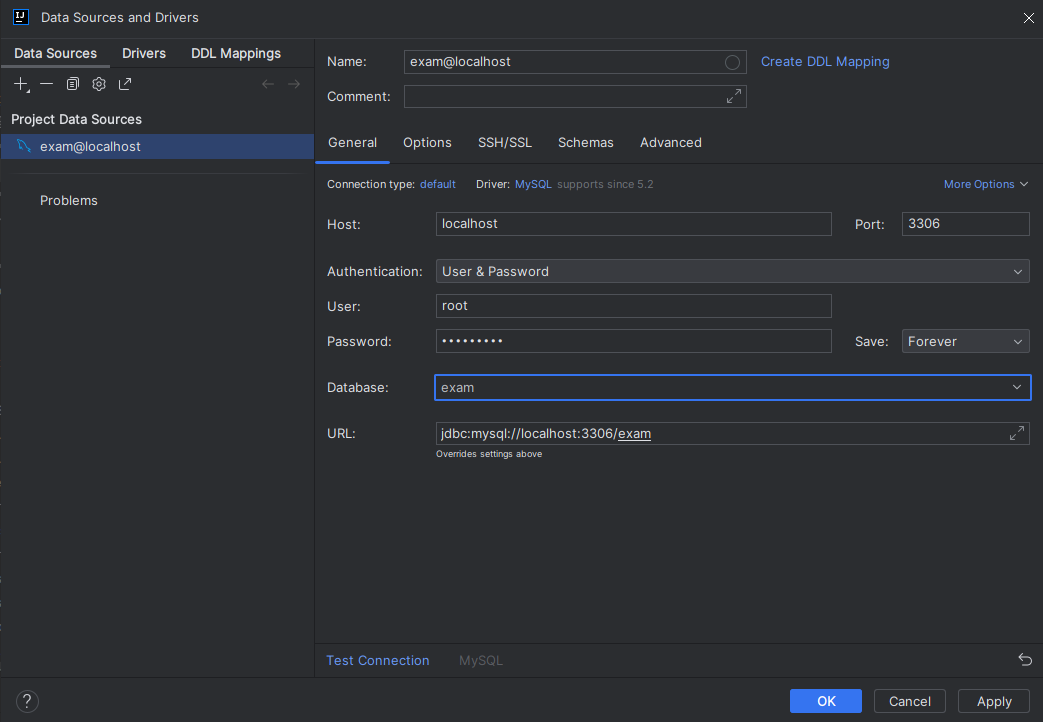 Data Sources and Drivers
Data Sources Drivers DDL Mappings
Project Data Sources
exam@localhost
Problems
Name: exam@localhost Create DDL Mapping
Comment:
General Options SSH/SSL Schemas Advanced
Connection type: default Driver: MySQL supports since 5.2 More Options
Host: localhost Port: 3306
Authentication: User & Password
User: root
Password: ••••••••• Save: Forever
Database: exam
URL: jdbc:mysql://localhost:3306/exam
Overrides settings above
Test Connection MySQL
? OK Cancel Apply